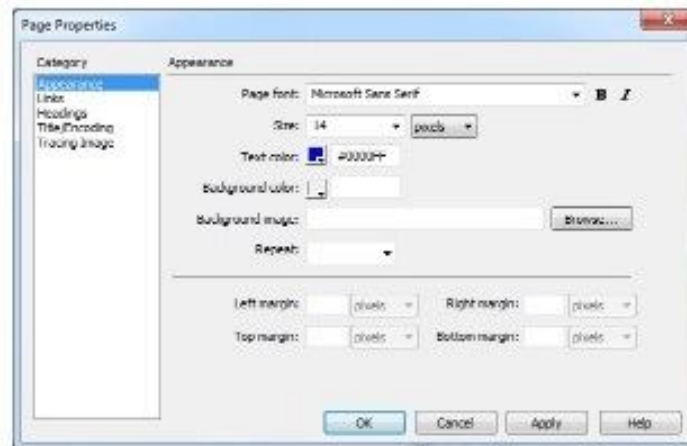 Page Properties
Category
Appearance
Links
Headings
Title/Encoding
Tracing Image
Appearance
Page font: Microsoft Sans Serif B I
Size: 14 pixels
Text color: #0000FF
Background color:
Background image: Browse...
Repeat:
Left margin: pixels Right margin: pixels
Top margin: pixels Bottom margin: pixels
OK Cancel Apply Help